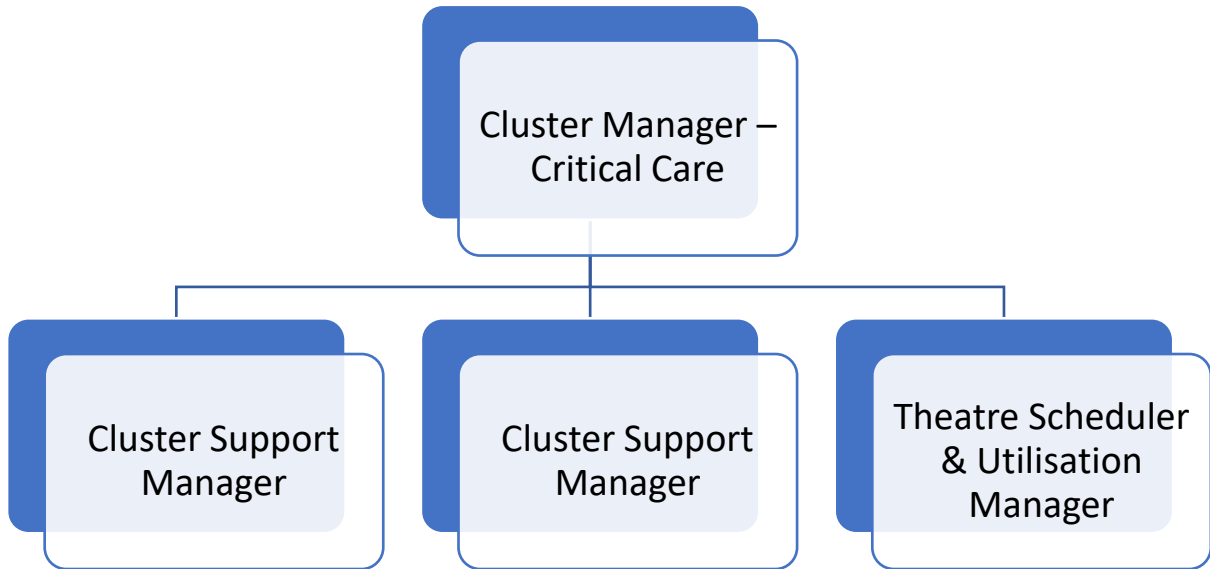 Cluster Manager –
Critical Care
Cluster Support
Manager
Cluster Support
Manager
Theatre Scheduler
& Utilisation
Manager